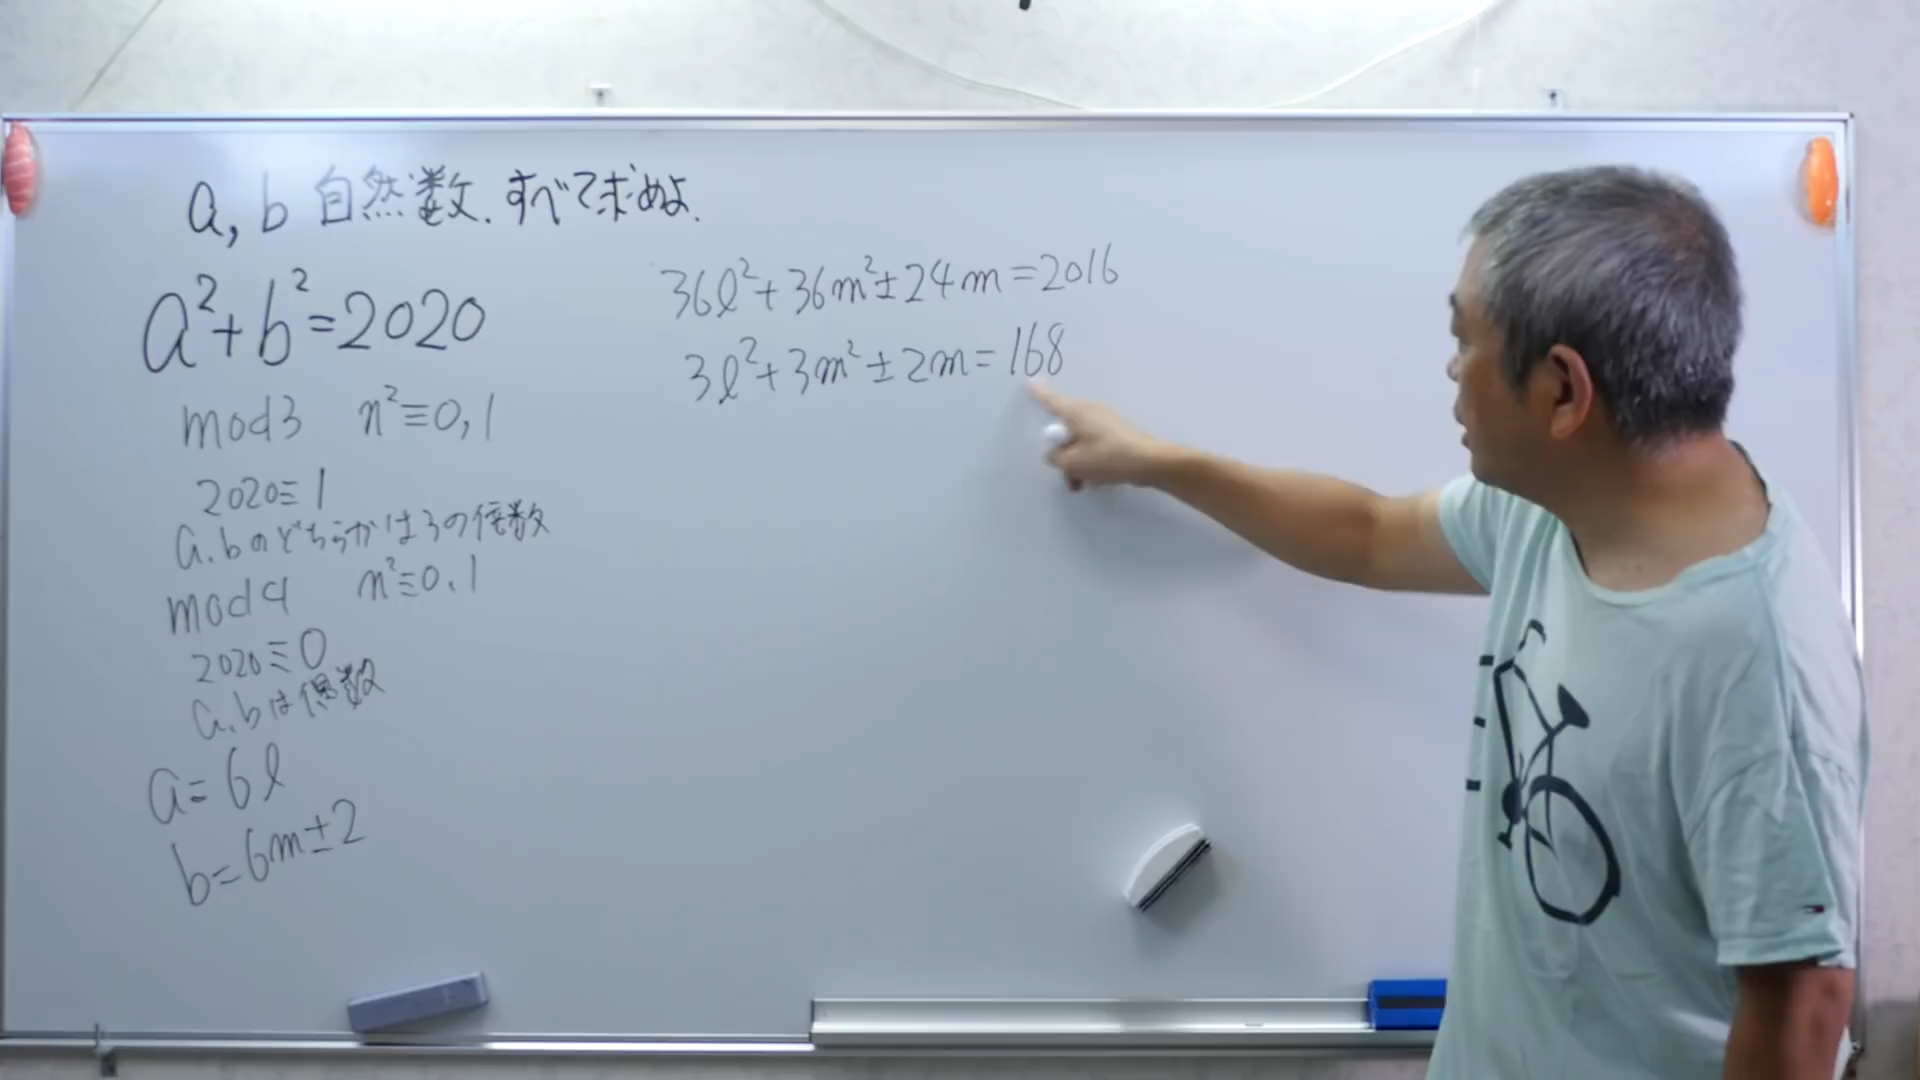 a, b 自然数. すべて求めよ.
a²+b²=2020
mod3 n²≡0,1
2020≡1
a.bのどちらかは3の倍数
mod4 n²≡0.1
2020≡0
a.bは偶数
a=6ℓ
b=6m±2
36ℓ²+36m²±24m=2016
3ℓ²+3m²±2m=168